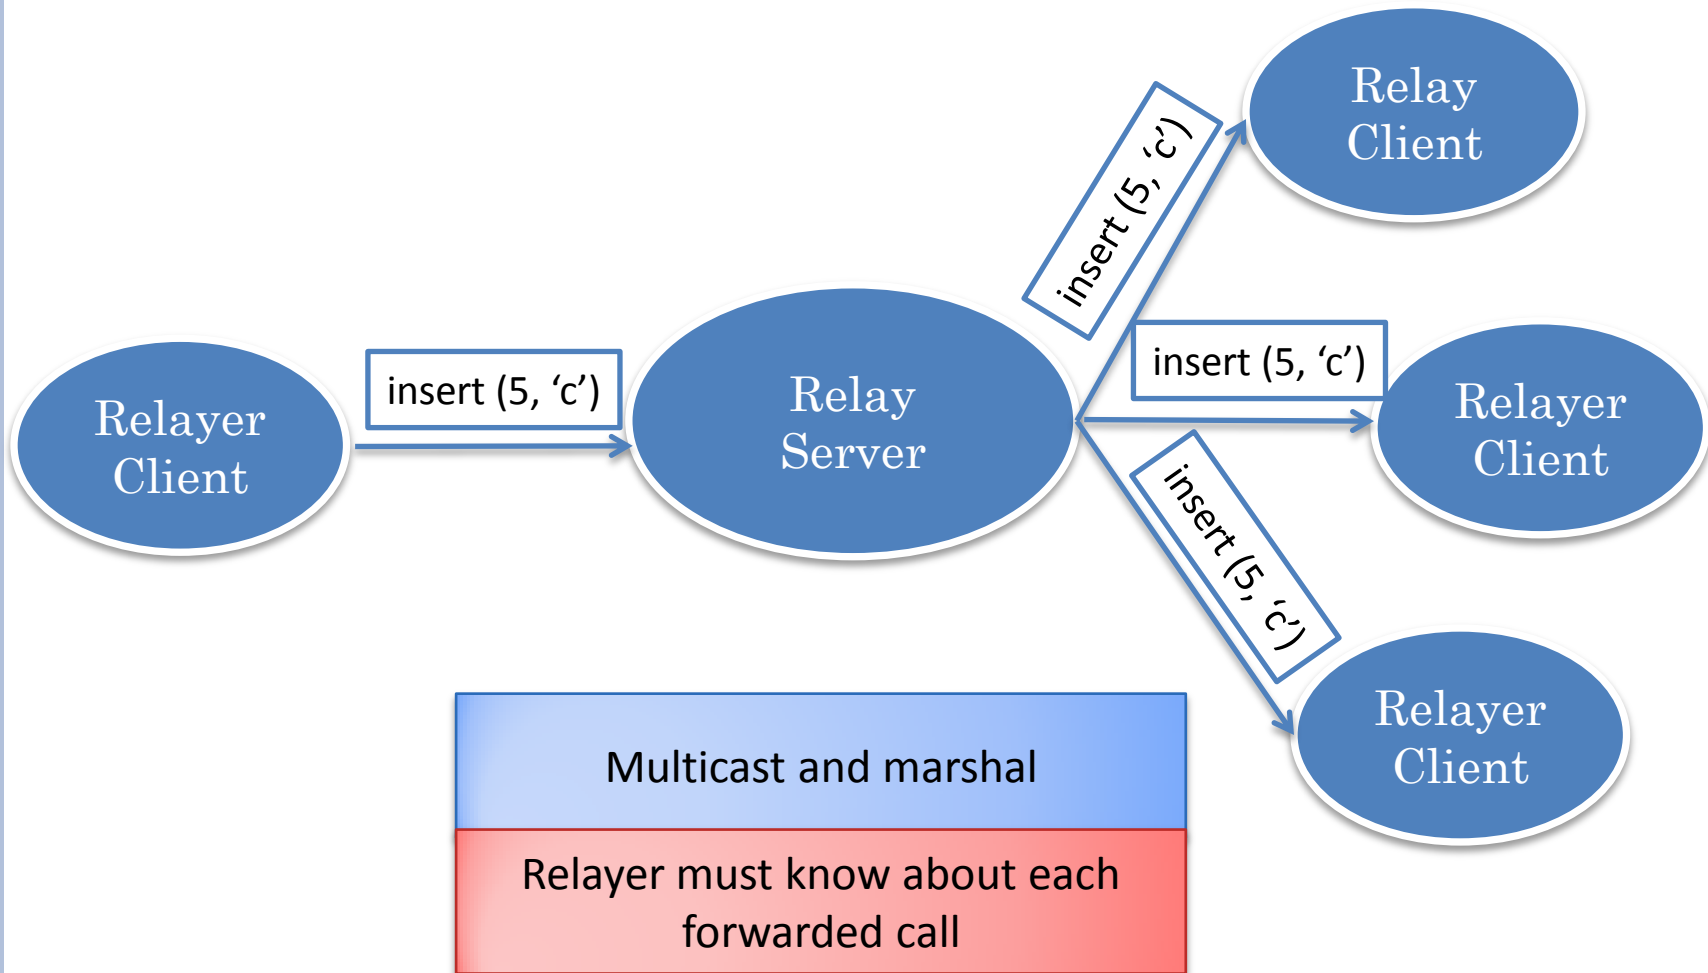 Relay
Client
insert (5, ‘c’)
insert (5, ‘c’)
insert (5, ‘c’)
Relayer
Client
Relay
Server
Relayer
Client
insert (5, ‘c’)
Relayer
Client
Multicast and marshal
Relayer must know about each
forwarded call